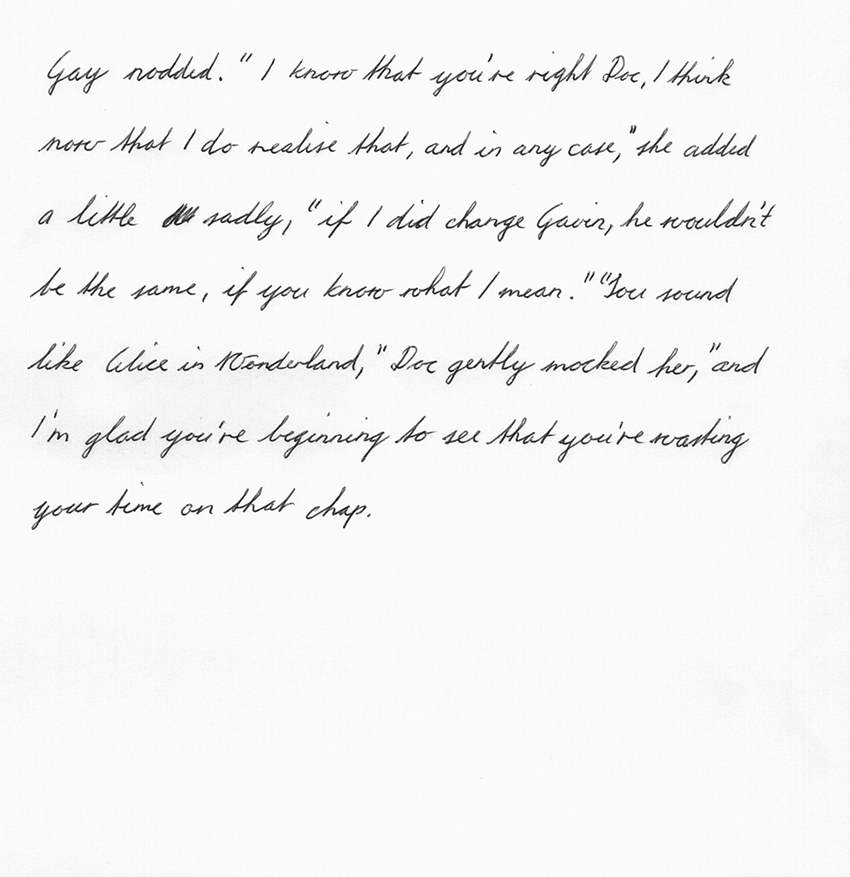 Gay nodded. "I know that you're right Doc, I think
now that I do realise that, and in any case," she added
a little sadly, "if I did change Gavin, he wouldn't
be the same, if you know what I mean." "You sound
like Alice in Wonderland," Doc gently mocked her, "and
I'm glad you're beginning to see that you're wasting
your time on that chap.